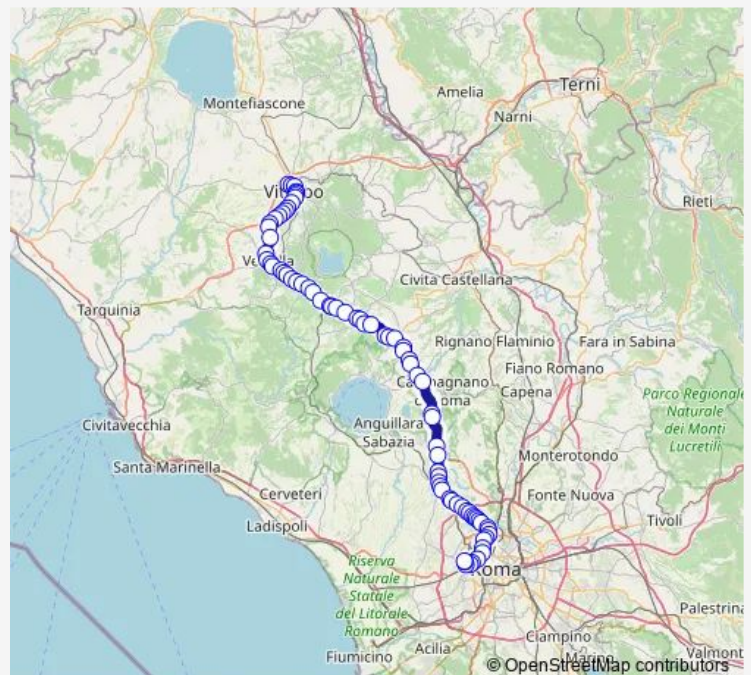 Montefiascone
Amelia
Terni
Narni
Rieti
Civita Castellana
Tarquinia
Rignano Flaminio
Fara in Sabina
Fiano Romano
Capena
Parco Regionale
Naturale
dei Monti
Lucretili
Anguillara
Sabazia
Civitavecchia
Santa Marinella
Monterotondo
Cerveteri
Fonte Nuova
Ladispoli
Tivoli
Riserva
Naturale
Statale
del Litorale
Romano
Roma
Palestrina
Ciampino
Acilia
Fiumicino
Marino
Valmont
© OpenStreetMap contributors